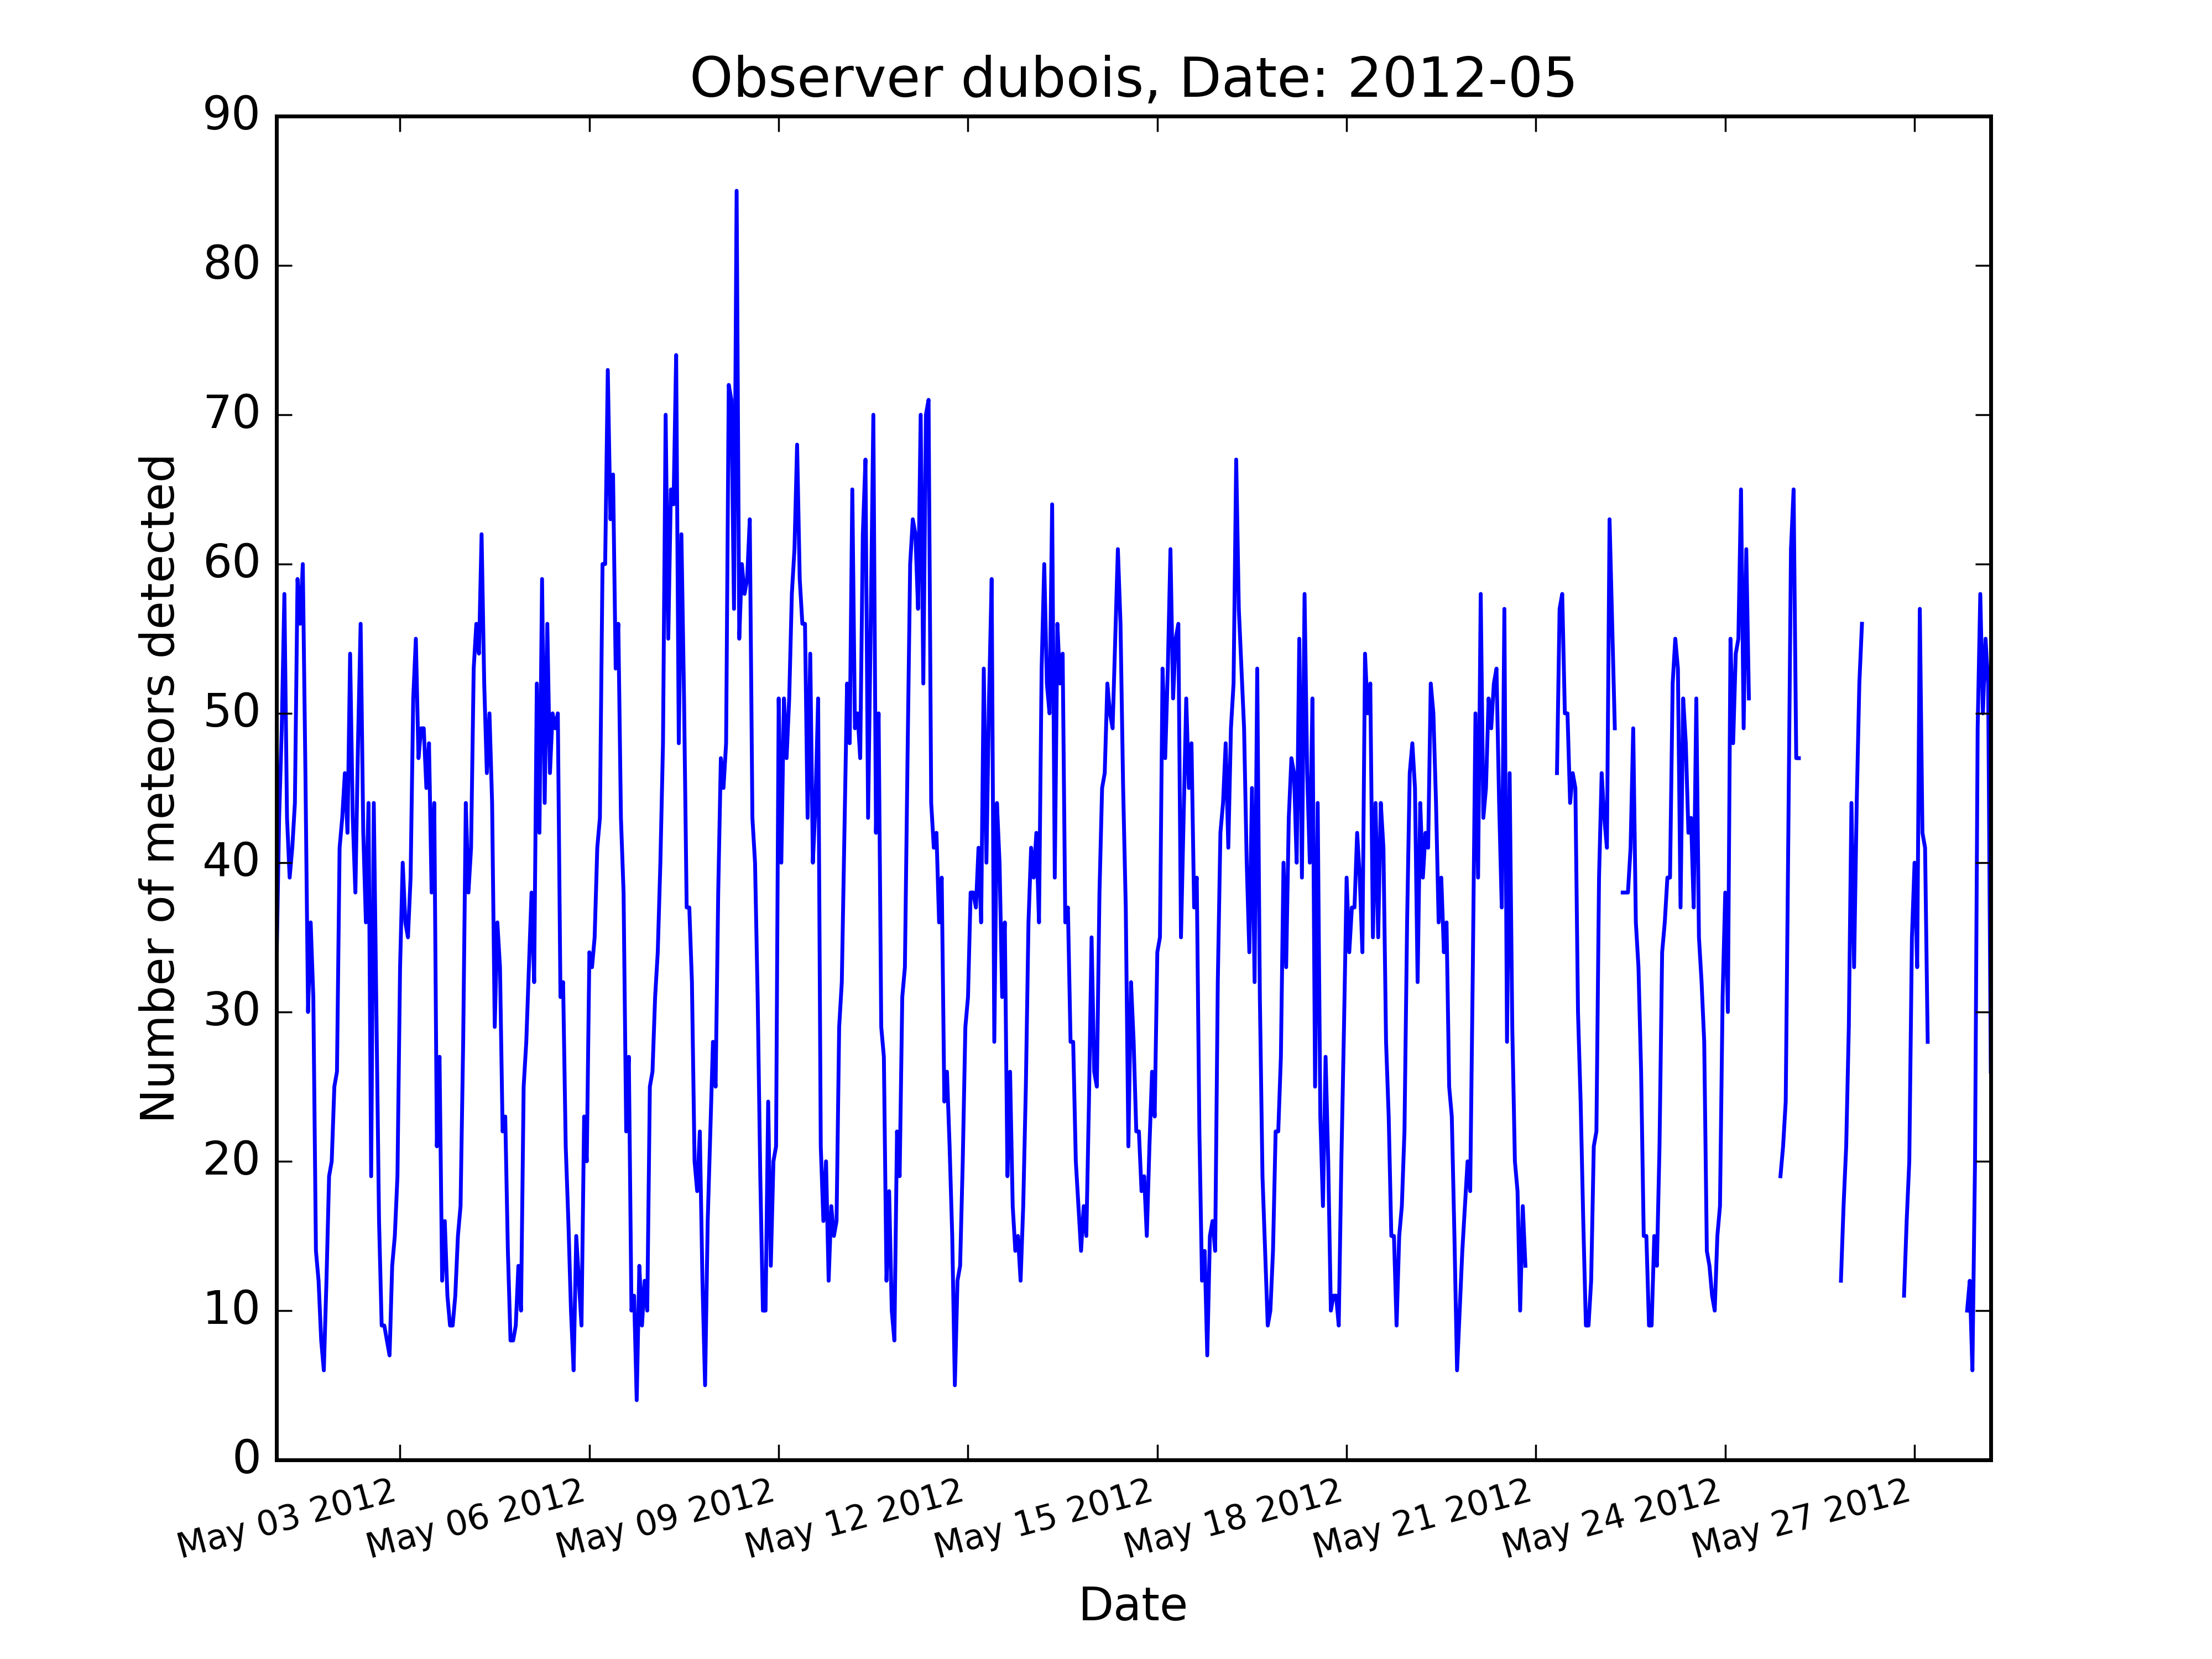 Observer dubois, Date: 2012-05
90
80
70
60
50
40
30
20
10
0
Number of meteors detected
May 03 2012
May 06 2012
May 09 2012
May 12 2012
May 15 2012
May 18 2012
May 21 2012
May 24 2012
May 27 2012
Date